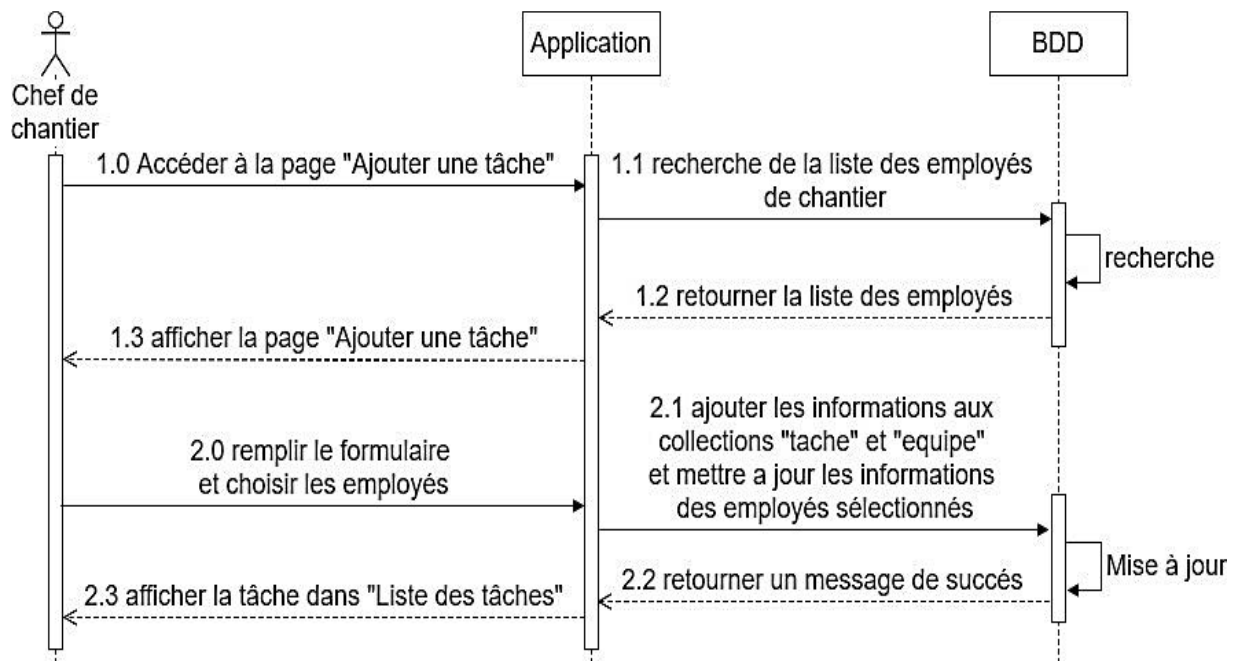 Application
BDD
Chef de
chantier
1.0 Accéder à la page "Ajouter une tâche"
1.1 recherche de la liste des employés
de chantier
recherche
1.2 retourner la liste des employés
1.3 afficher la page "Ajouter une tâche"
2.0 remplir le formulaire
et choisir les employés
2.1 ajouter les informations aux
collections "tache" et "equipe"
et mettre a jour les informations
des employés sélectionnés
Mise à jour
2.2 retourner un message de succés
2.3 afficher la tâche dans "Liste des tâches"